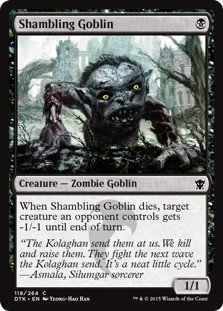 Shambling Goblin
Creature — Zombie Goblin
When Shambling Goblin dies, target
creature an opponent controls gets
-1/-1 until end of turn.
“The Kolaghan send them at us. We kill
and raise them. They fight the next wave
the Kolaghan send. It’s a neat little cycle.”
—Asmala, Silumgar sorcerer
1/1
118/264 C
DTK • EN Yeong-Hao Han
™ & © 2015 Wizards of the Coast